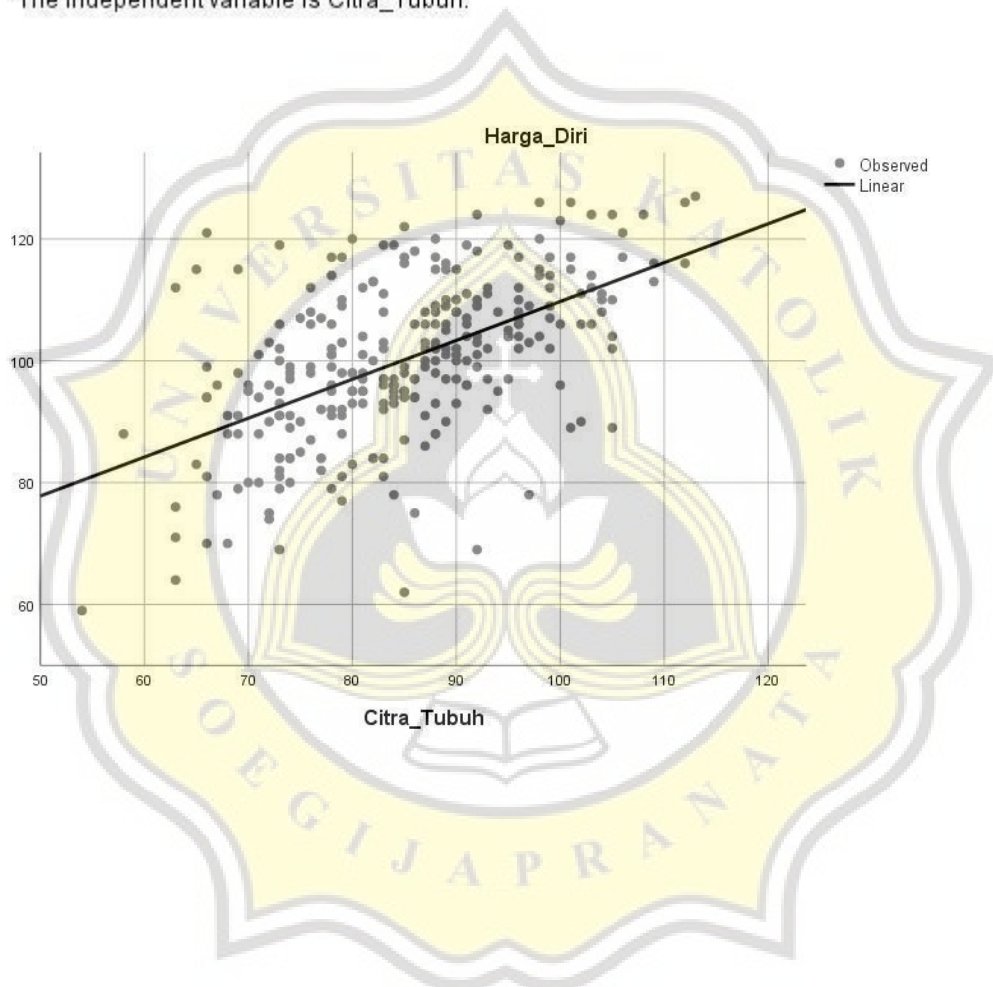 The independent variable is Citra_Tubuh.
Harga_Diri
Observed
Linear
120
100
80
60
50 60 70 80 90 100 110 120
Citra_Tubuh
UNIVERSITAS KATOLIK
SOEGIJAPRANATA